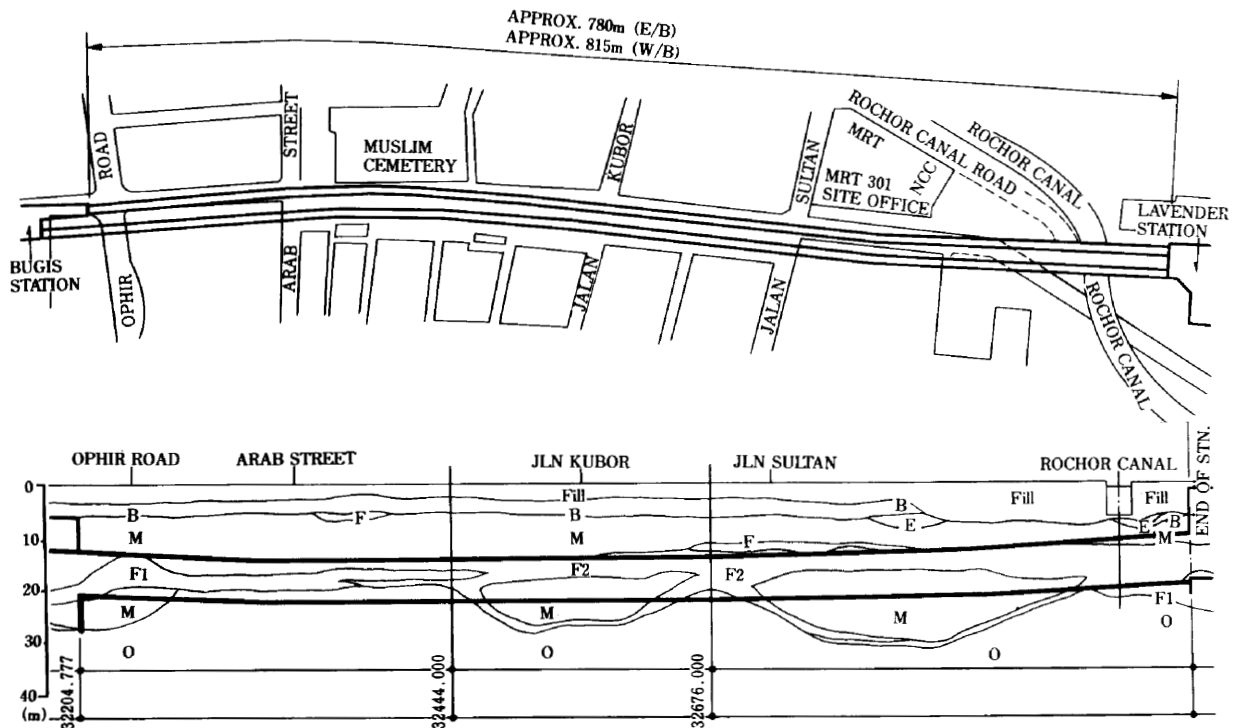 APPROX. 780m (E/B)
APPROX. 815m (W/B)
ROAD
STREET
MUSLIM
CEMETERY
KUBOR
SULTAN
ROCHOR CANAL ROAD
ROCHOR CANAL
MRT
NCC
MRT 301
SITE OFFICE
LAVENDER
STATION
BUGIS
STATION
OPHIR
ARAB
JALAN
JALAN
ROCHOR CANAL
OPHIR ROAD
ARAB STREET
JLN KUBOR
JLN SULTAN
ROCHOR CANAL
END OF STN.
0
Fill
Fill
Fill
B
F
B
B
E
E
B
10
M
M
F
M
F1
F2
F2
20
M
M
M
F1
O
30
O
O
O
40
(m)
32204.777
32444.000
32676.000